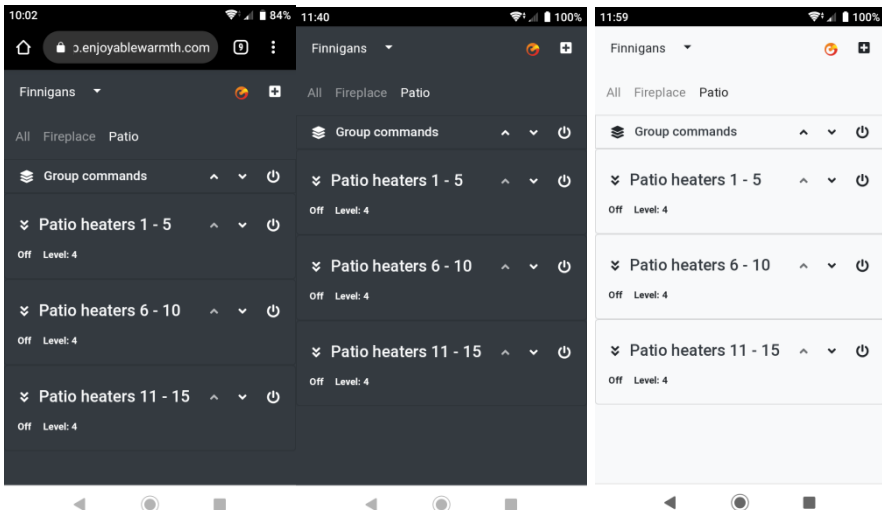 10:02 84%
ɔ.enjoyablewarmth.com 9
Finnigans
All Fireplace Patio
Group commands
Patio heaters 1 - 5
Off Level: 4
Patio heaters 6 - 10
Off Level: 4
Patio heaters 11 - 15
Off Level: 4
11:40 100%
Finnigans
All Fireplace Patio
Group commands
Patio heaters 1 - 5
Off Level: 4
Patio heaters 6 - 10
Off Level: 4
Patio heaters 11 - 15
Off Level: 4
11:59 100%
Finnigans
All Fireplace Patio
Group commands
Patio heaters 1 - 5
Off Level: 4
Patio heaters 6 - 10
Off Level: 4
Patio heaters 11 - 15
Off Level: 4